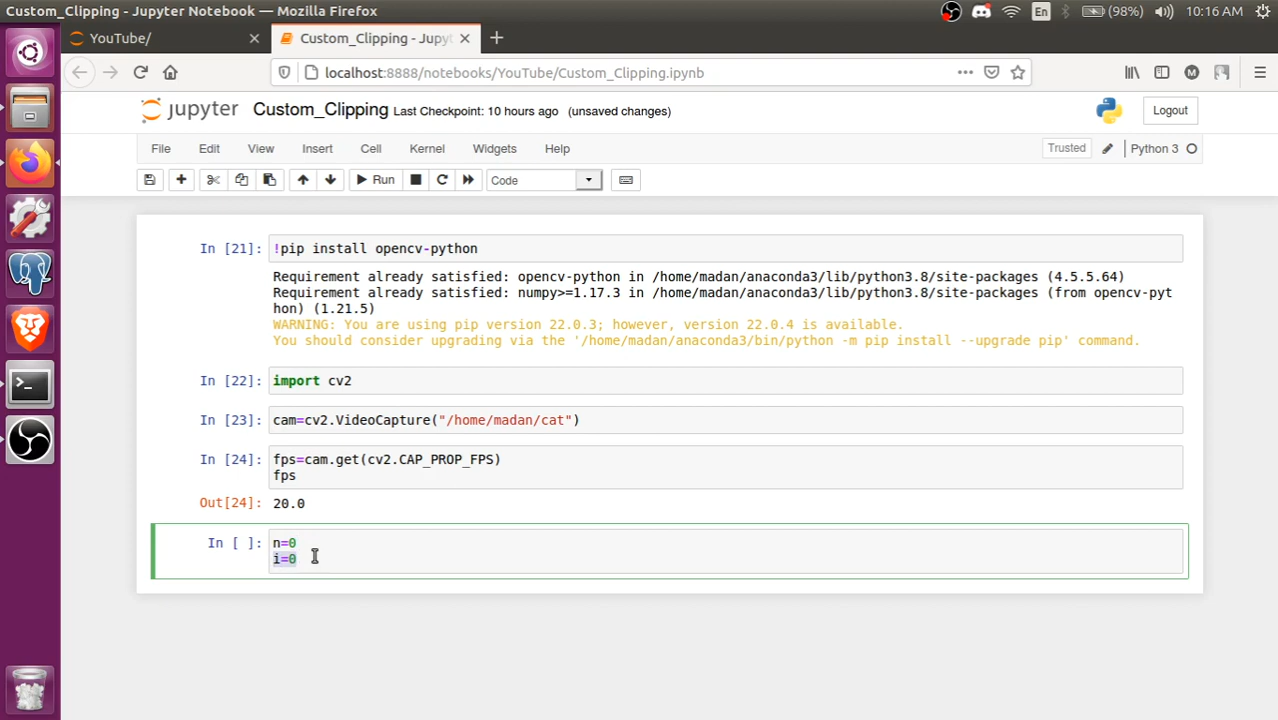 Custom_Clipping - Jupyter Notebook — Mozilla Firefox
En (98%) 10:16 AM
YouTube/ × Custom_Clipping - Jupyt × +
localhost:8888/notebooks/YouTube/Custom_Clipping.ipynb
M
jupyter Custom_Clipping Last Checkpoint: 10 hours ago (unsaved changes) Logout
File Edit View Insert Cell Kernel Widgets Help Trusted Python 3
Run Code
In [21]: !pip install opencv-python
Requirement already satisfied: opencv-python in /home/madan/anaconda3/lib/python3.8/site-packages (4.5.5.64)
Requirement already satisfied: numpy>=1.17.3 in /home/madan/anaconda3/lib/python3.8/site-packages (from opencv-pyt
hon) (1.21.5)
WARNING: You are using pip version 22.0.3; however, version 22.0.4 is available.
You should consider upgrading via the '/home/madan/anaconda3/bin/python -m pip install --upgrade pip' command.
In [22]: import cv2
In [23]: cam=cv2.VideoCapture("/home/madan/cat")
In [24]: fps=cam.get(cv2.CAP_PROP_FPS)
fps
Out[24]: 20.0
In [ ]: n=0
i=0